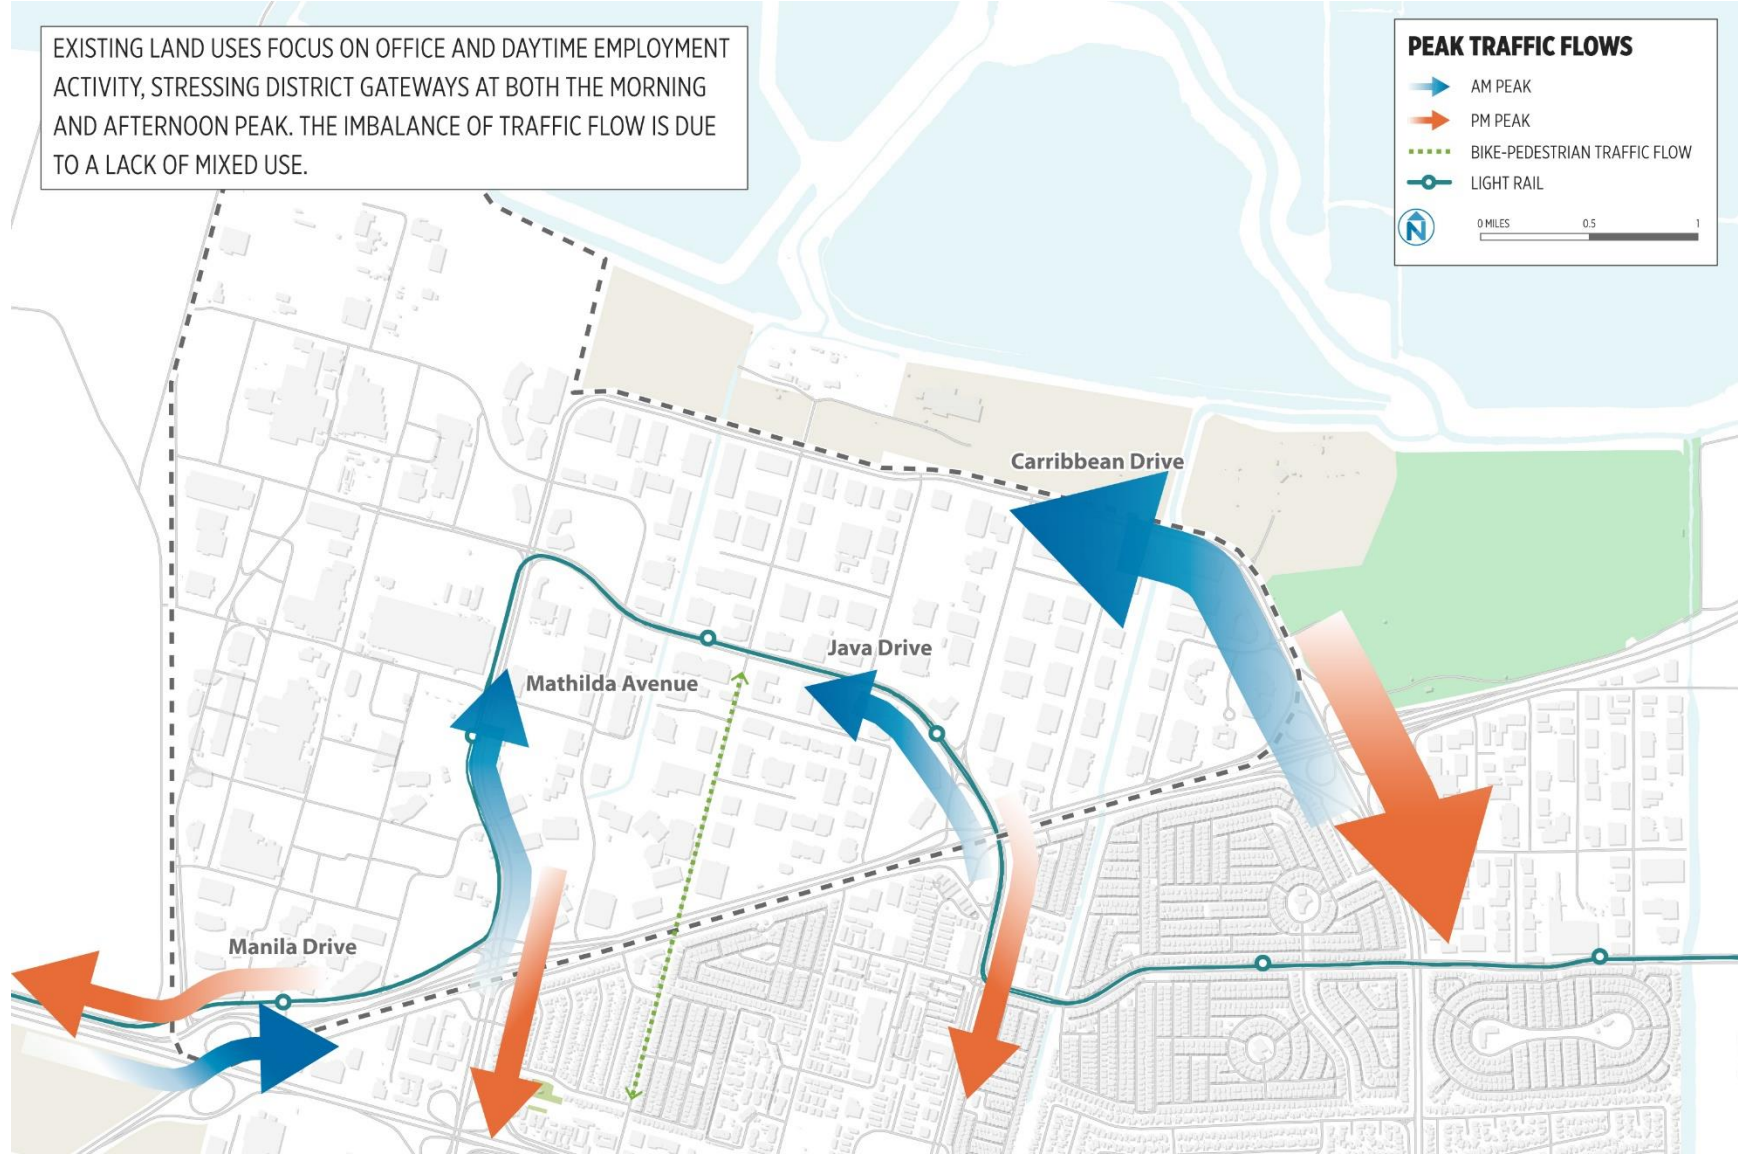 EXISTING LAND USES FOCUS ON OFFICE AND DAYTIME EMPLOYMENT
ACTIVITY, STRESSING DISTRICT GATEWAYS AT BOTH THE MORNING
AND AFTERNOON PEAK. THE IMBALANCE OF TRAFFIC FLOW IS DUE
TO A LACK OF MIXED USE.
PEAK TRAFFIC FLOWS
AM PEAK
PM PEAK
BIKE-PEDESTRIAN TRAFFIC FLOW
LIGHT RAIL
N
0 MILES 0.5 1
Carribbean Drive
Java Drive
Mathilda Avenue
Manila Drive